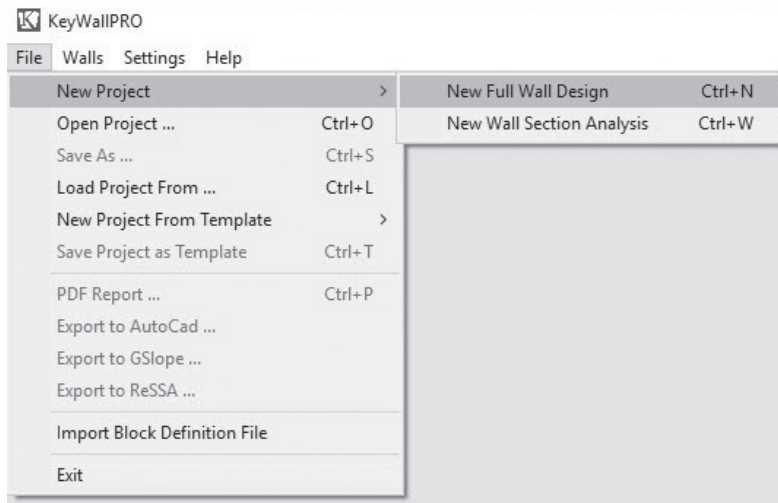 KeyWallPRO
File Walls Settings Help
New Project >
New Full Wall Design Ctrl+N
Open Project ... Ctrl+O
New Wall Section Analysis Ctrl+W
Save As ... Ctrl+S
Load Project From ... Ctrl+L
New Project From Template >
Save Project as Template Ctrl+T
PDF Report ... Ctrl+P
Export to AutoCad ...
Export to GSlope ...
Export to ReSSA ...
Import Block Definition File
Exit